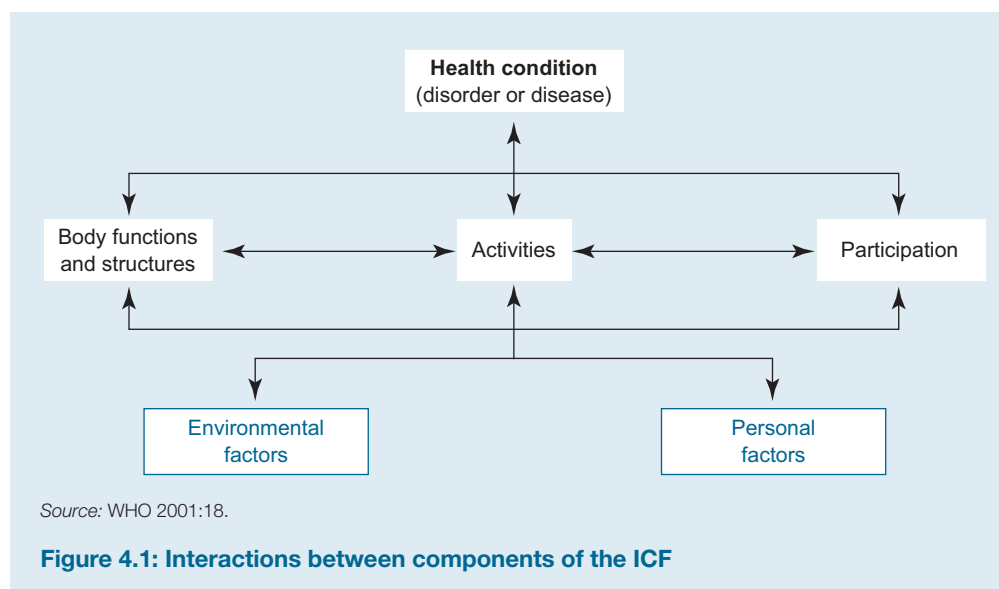 Health condition
(disorder or disease)
Body functions
and structures
Activities
Participation
Environmental
factors
Personal
factors
Source: WHO 2001:18.
Figure 4.1: Interactions between components of the ICF